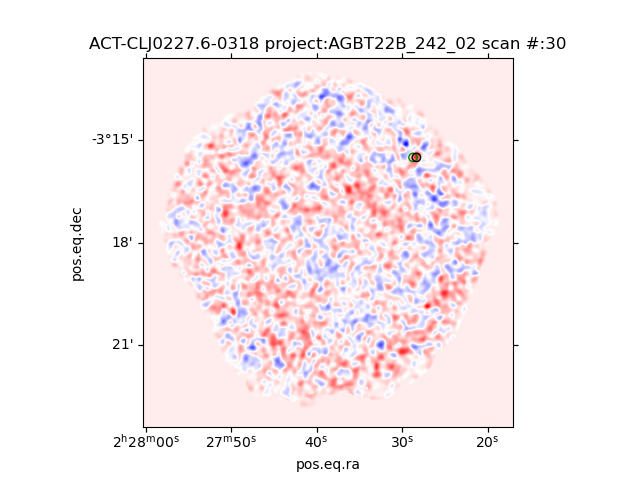 ACT-CLJ0227.6-0318 project:AGBT22B_242_02 scan #:30
-3°15'
18'
21'
pos.eq.dec
2ʰ28ᵐ00ˢ 27ᵐ50ˢ 40ˢ 30ˢ 20ˢ
pos.eq.ra